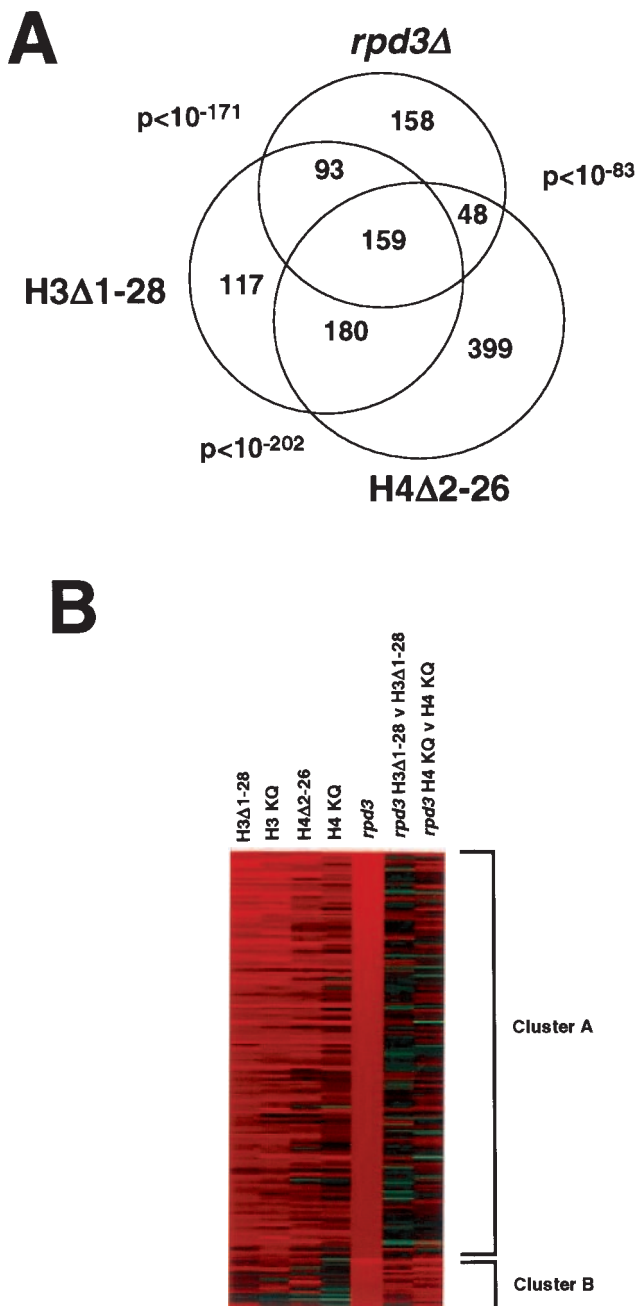 A
rpd3Δ
p<10-171
158
93
p<10-83
48
159
H3Δ1-28
117
180
399
p<10-202
H4Δ2-26
B
H3Δ1-28
H3 KQ
H4Δ2-26
H4 KQ
rpd3
rpd3 H3Δ1-28 v H3Δ1-28
rpd3 H4 KQ v H4 KQ
Cluster A
Cluster B